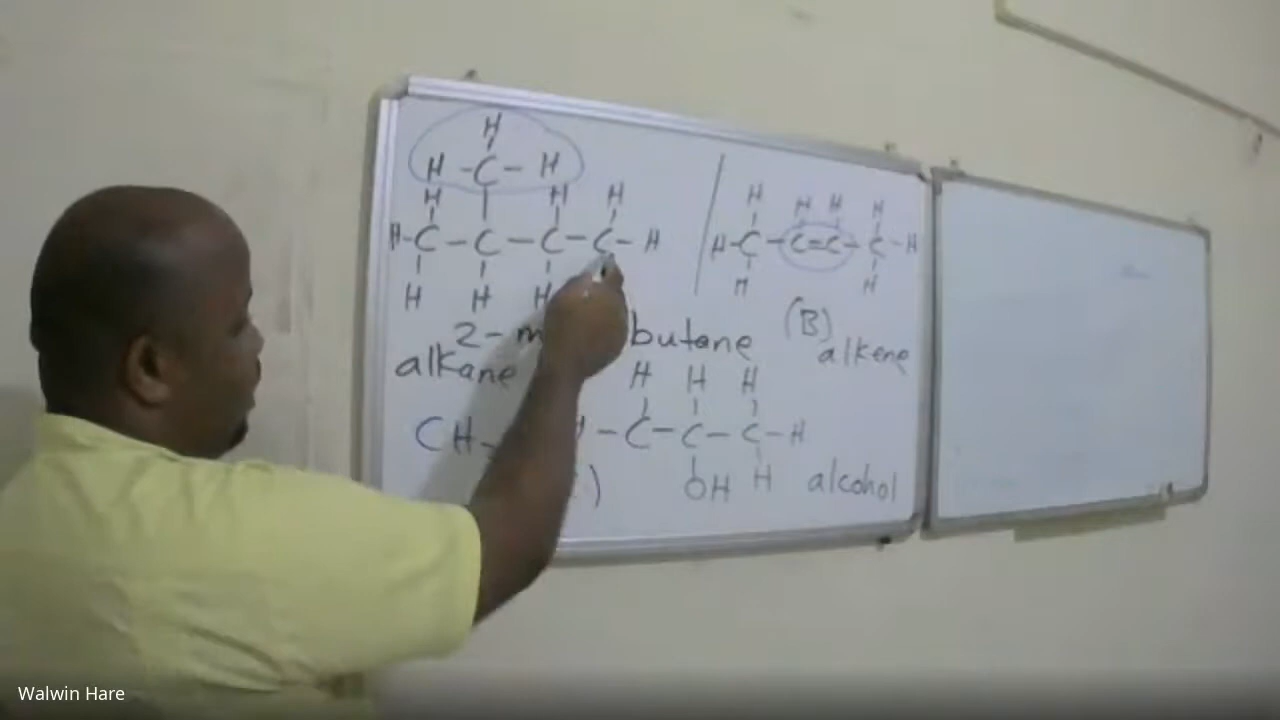 H
H - C - H
H H H
H - C - C - C - C - H
H H H
2 - m butane
alkane
H H H H
H - C - C = C - C - H
H H
(B)
alkene
H H H
CH - C - C - C - H
) OH H alcohol
Walwin Hare